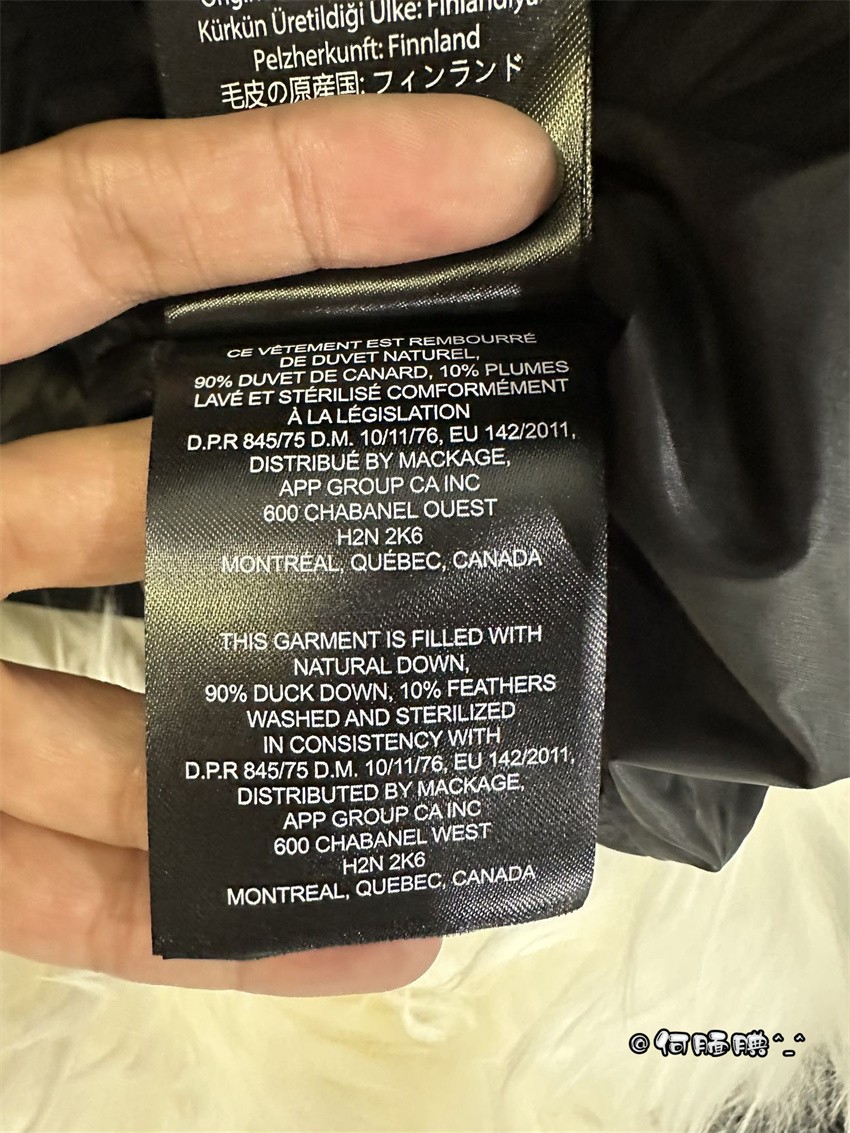 Kürkün Üretildiği Ülke: Finlandiya
Pelzherkunft: Finnland
毛皮の原産国: フィンランド
CE VÊTEMENT EST REMBOURRÉ
DE DUVET NATUREL,
90% DUVET DE CANARD, 10% PLUMES
LAVÉ ET STÉRILISÉ COMFORMÉMENT
À LA LÉGISLATION
D.P.R 845/75 D.M. 10/11/76, EU 142/2011,
DISTRIBUÉ BY MACKAGE,
APP GROUP CA INC
600 CHABANEL OUEST
H2N 2K6
MONTRÉAL, QUÉBEC, CANADA
THIS GARMENT IS FILLED WITH
NATURAL DOWN,
90% DUCK DOWN, 10% FEATHERS
WASHED AND STERILIZED
IN CONSISTENCY WITH
D.P.R 845/75 D.M. 10/11/76, EU 142/2011,
DISTRIBUTED BY MACKAGE,
APP GROUP CA INC
600 CHABANEL WEST
H2N 2K6
MONTREAL, QUEBEC, CANADA
@何腼腆^_^